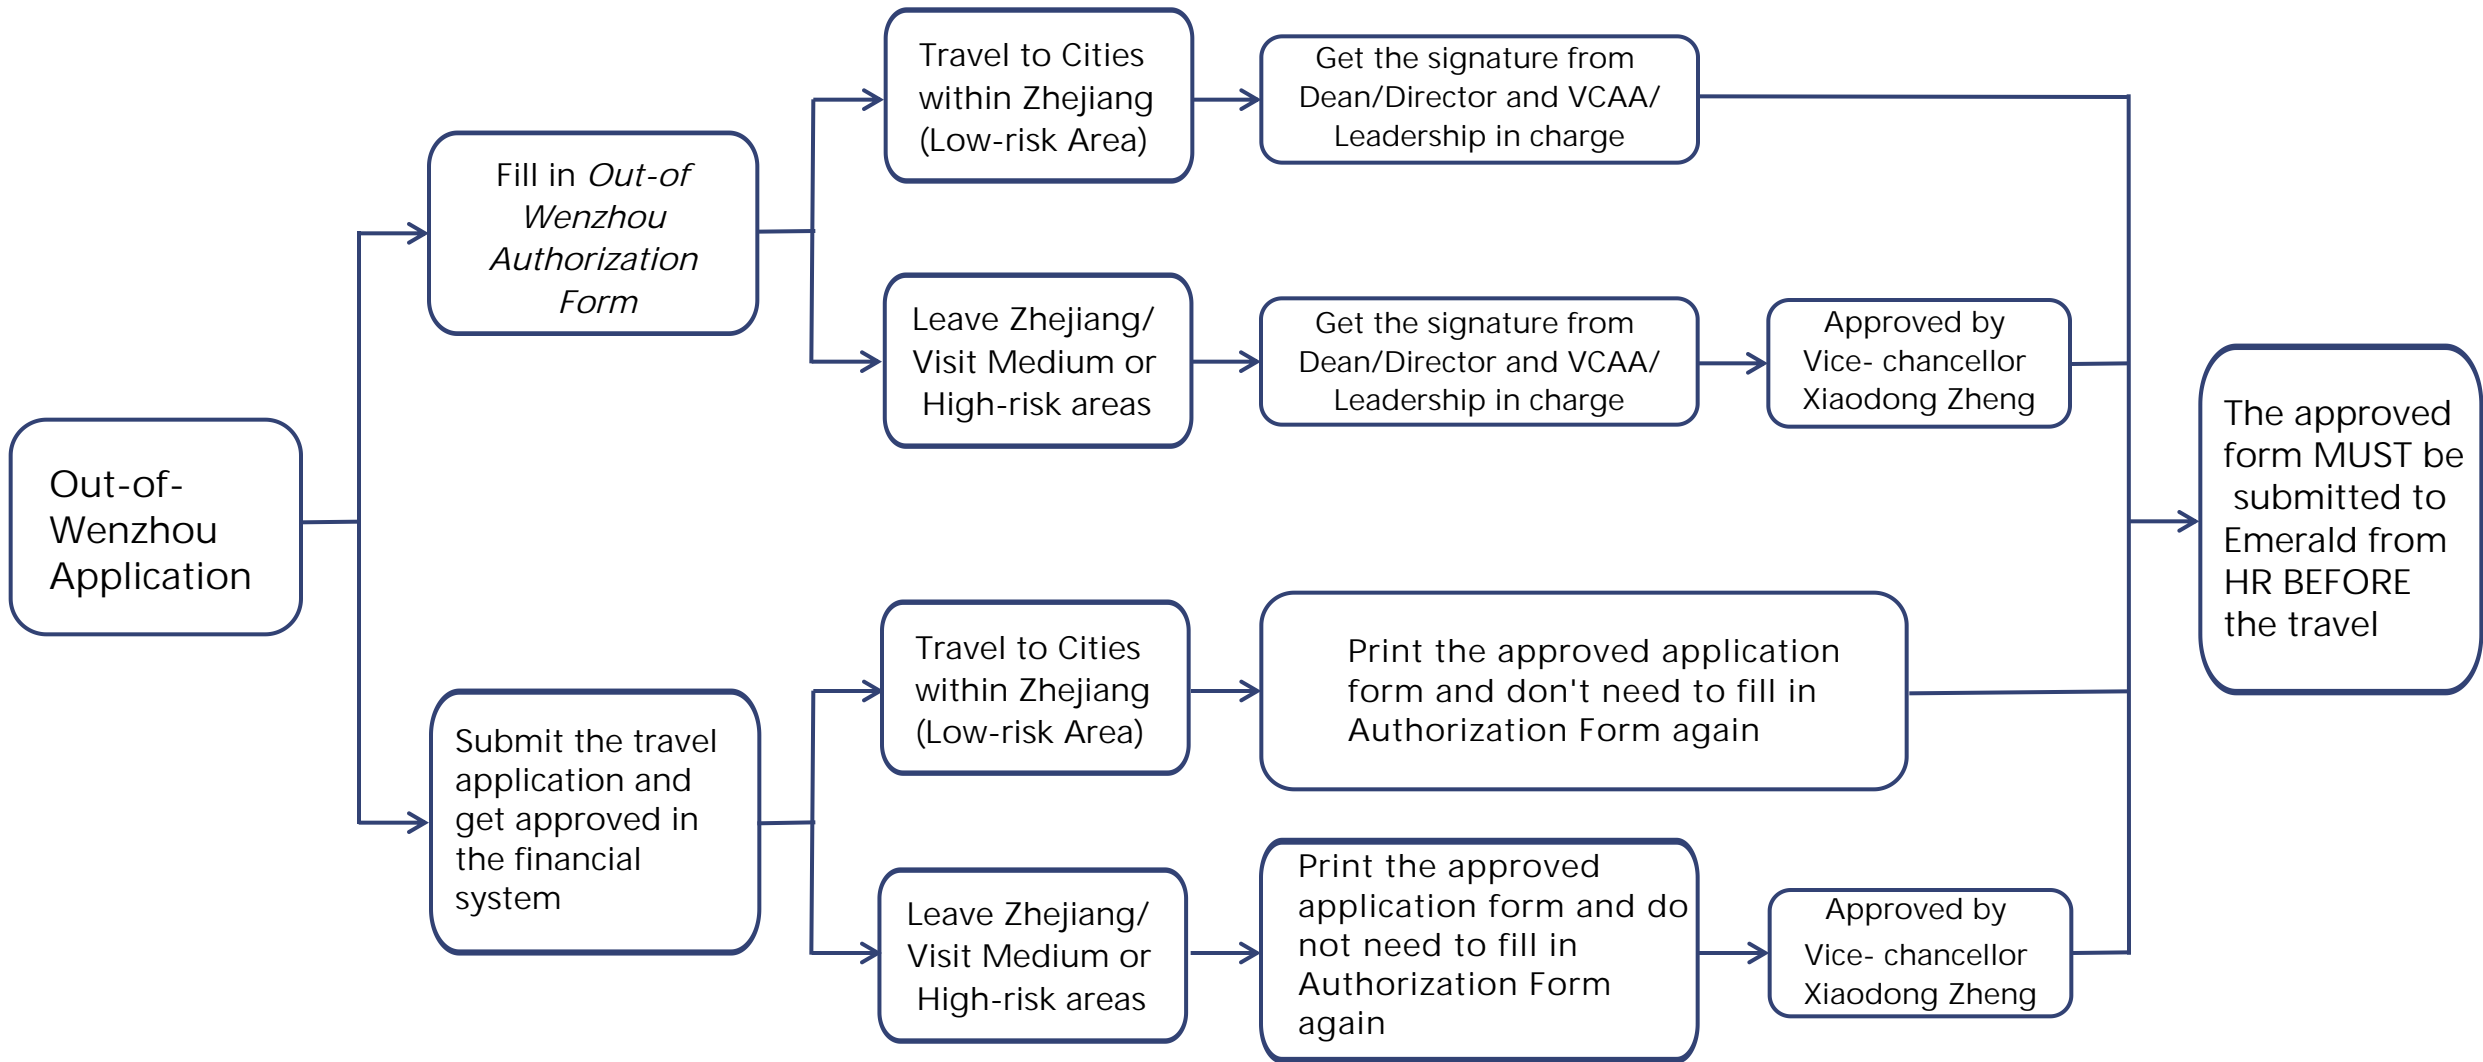 Out-of-
Wenzhou
Application
Fill in Out-of
Wenzhou
Authorization
Form
Travel to Cities
within Zhejiang
(Low-risk Area)
Get the signature from
Dean/Director and VCAA/
Leadership in charge
Leave Zhejiang/
Visit Medium or
High-risk areas
Get the signature from
Dean/Director and VCAA/
Leadership in charge
Approved by
Vice- chancellor
Xiaodong Zheng
Submit the travel
application and
get approved in
the financial
system
Travel to Cities
within Zhejiang
(Low-risk Area)
Print the approved application
form and don't need to fill in
Authorization Form again
Leave Zhejiang/
Visit Medium or
High-risk areas
Print the approved
application form and do
not need to fill in
Authorization Form
again
Approved by
Vice- chancellor
Xiaodong Zheng
The approved
form MUST be
submitted to
Emerald from
HR BEFORE
the travel